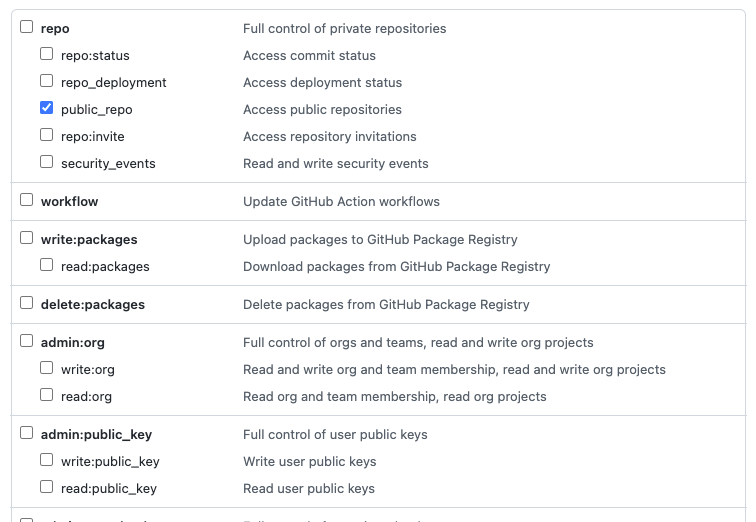 repo Full control of private repositories
repo:status Access commit status
repo_deployment Access deployment status
public_repo Access public repositories
repo:invite Access repository invitations
security_events Read and write security events
workflow Update GitHub Action workflows
write:packages Upload packages to GitHub Package Registry
read:packages Download packages from GitHub Package Registry
delete:packages Delete packages from GitHub Package Registry
admin:org Full control of orgs and teams, read and write org projects
write:org Read and write org and team membership, read and write org projects
read:org Read org and team membership, read org projects
admin:public_key Full control of user public keys
write:public_key Write user public keys
read:public_key Read user public keys